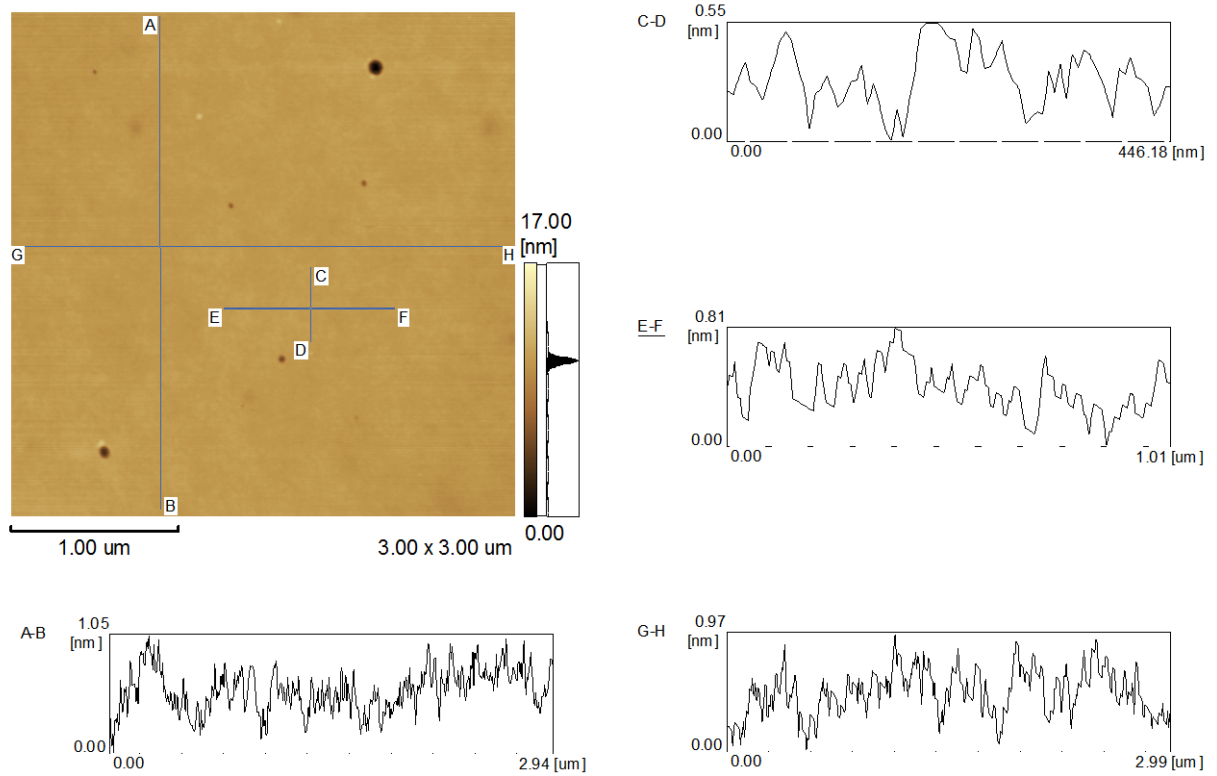 A
G
H
C
E
F
D
B
17.00
[nm]
0.00
1.00 um
3.00 x 3.00 um
C-D
0.55
[nm]
0.00
0.00
446.18 [nm]
E-F
0.81
[nm]
0.00
0.00
1.01 [um]
A-B
1.05
[nm]
0.00
0.00
2.94 [um]
G-H
0.97
[nm]
0.00
0.00
2.99 [um]